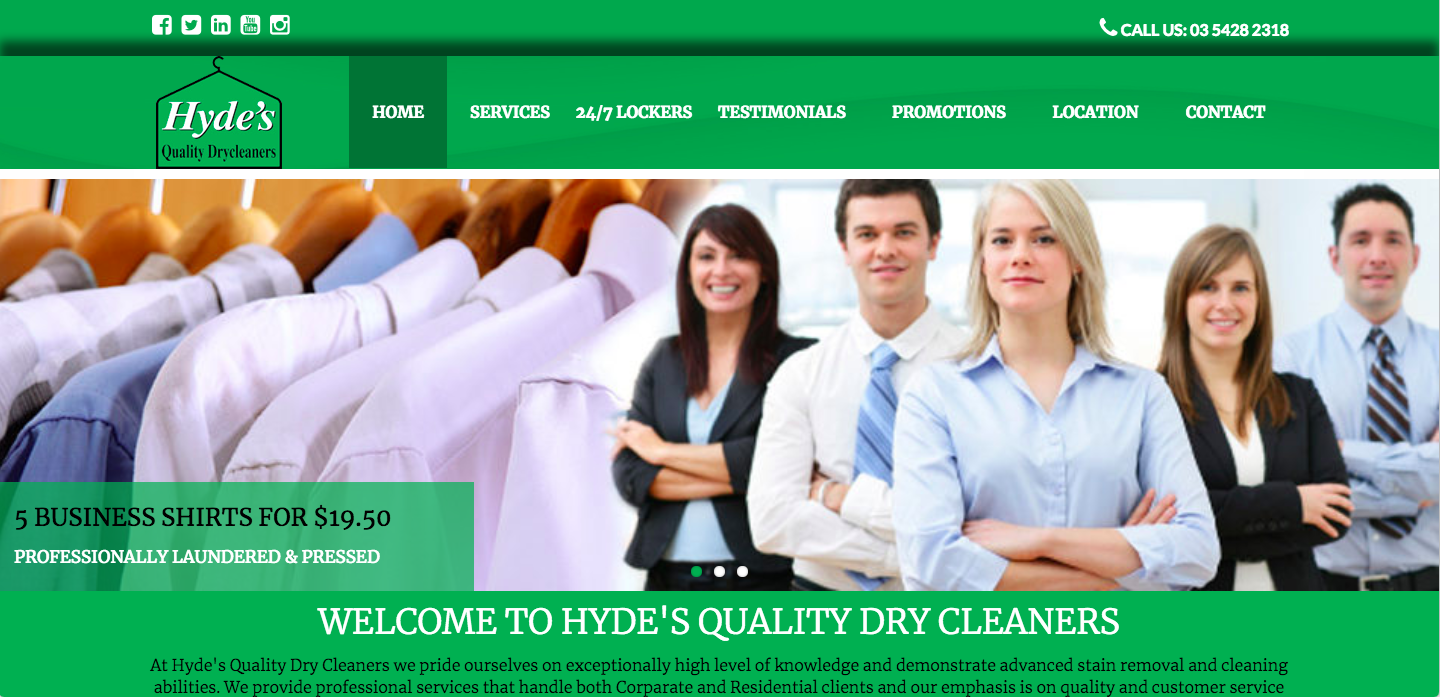 CALL US: 03 5428 2318
Hyde's
Quality Drycleaners
HOME SERVICES 24/7 LOCKERS TESTIMONIALS PROMOTIONS LOCATION CONTACT
5 BUSINESS SHIRTS FOR $19.50
PROFESSIONALLY LAUNDERED & PRESSED
WELCOME TO HYDE'S QUALITY DRY CLEANERS
At Hyde's Quality Dry Cleaners we pride ourselves on exceptionally high level of knowledge and demonstrate advanced stain removal and cleaning
abilities. We provide professional services that handle both Corparate and Residential clients and our emphasis is on quality and customer service